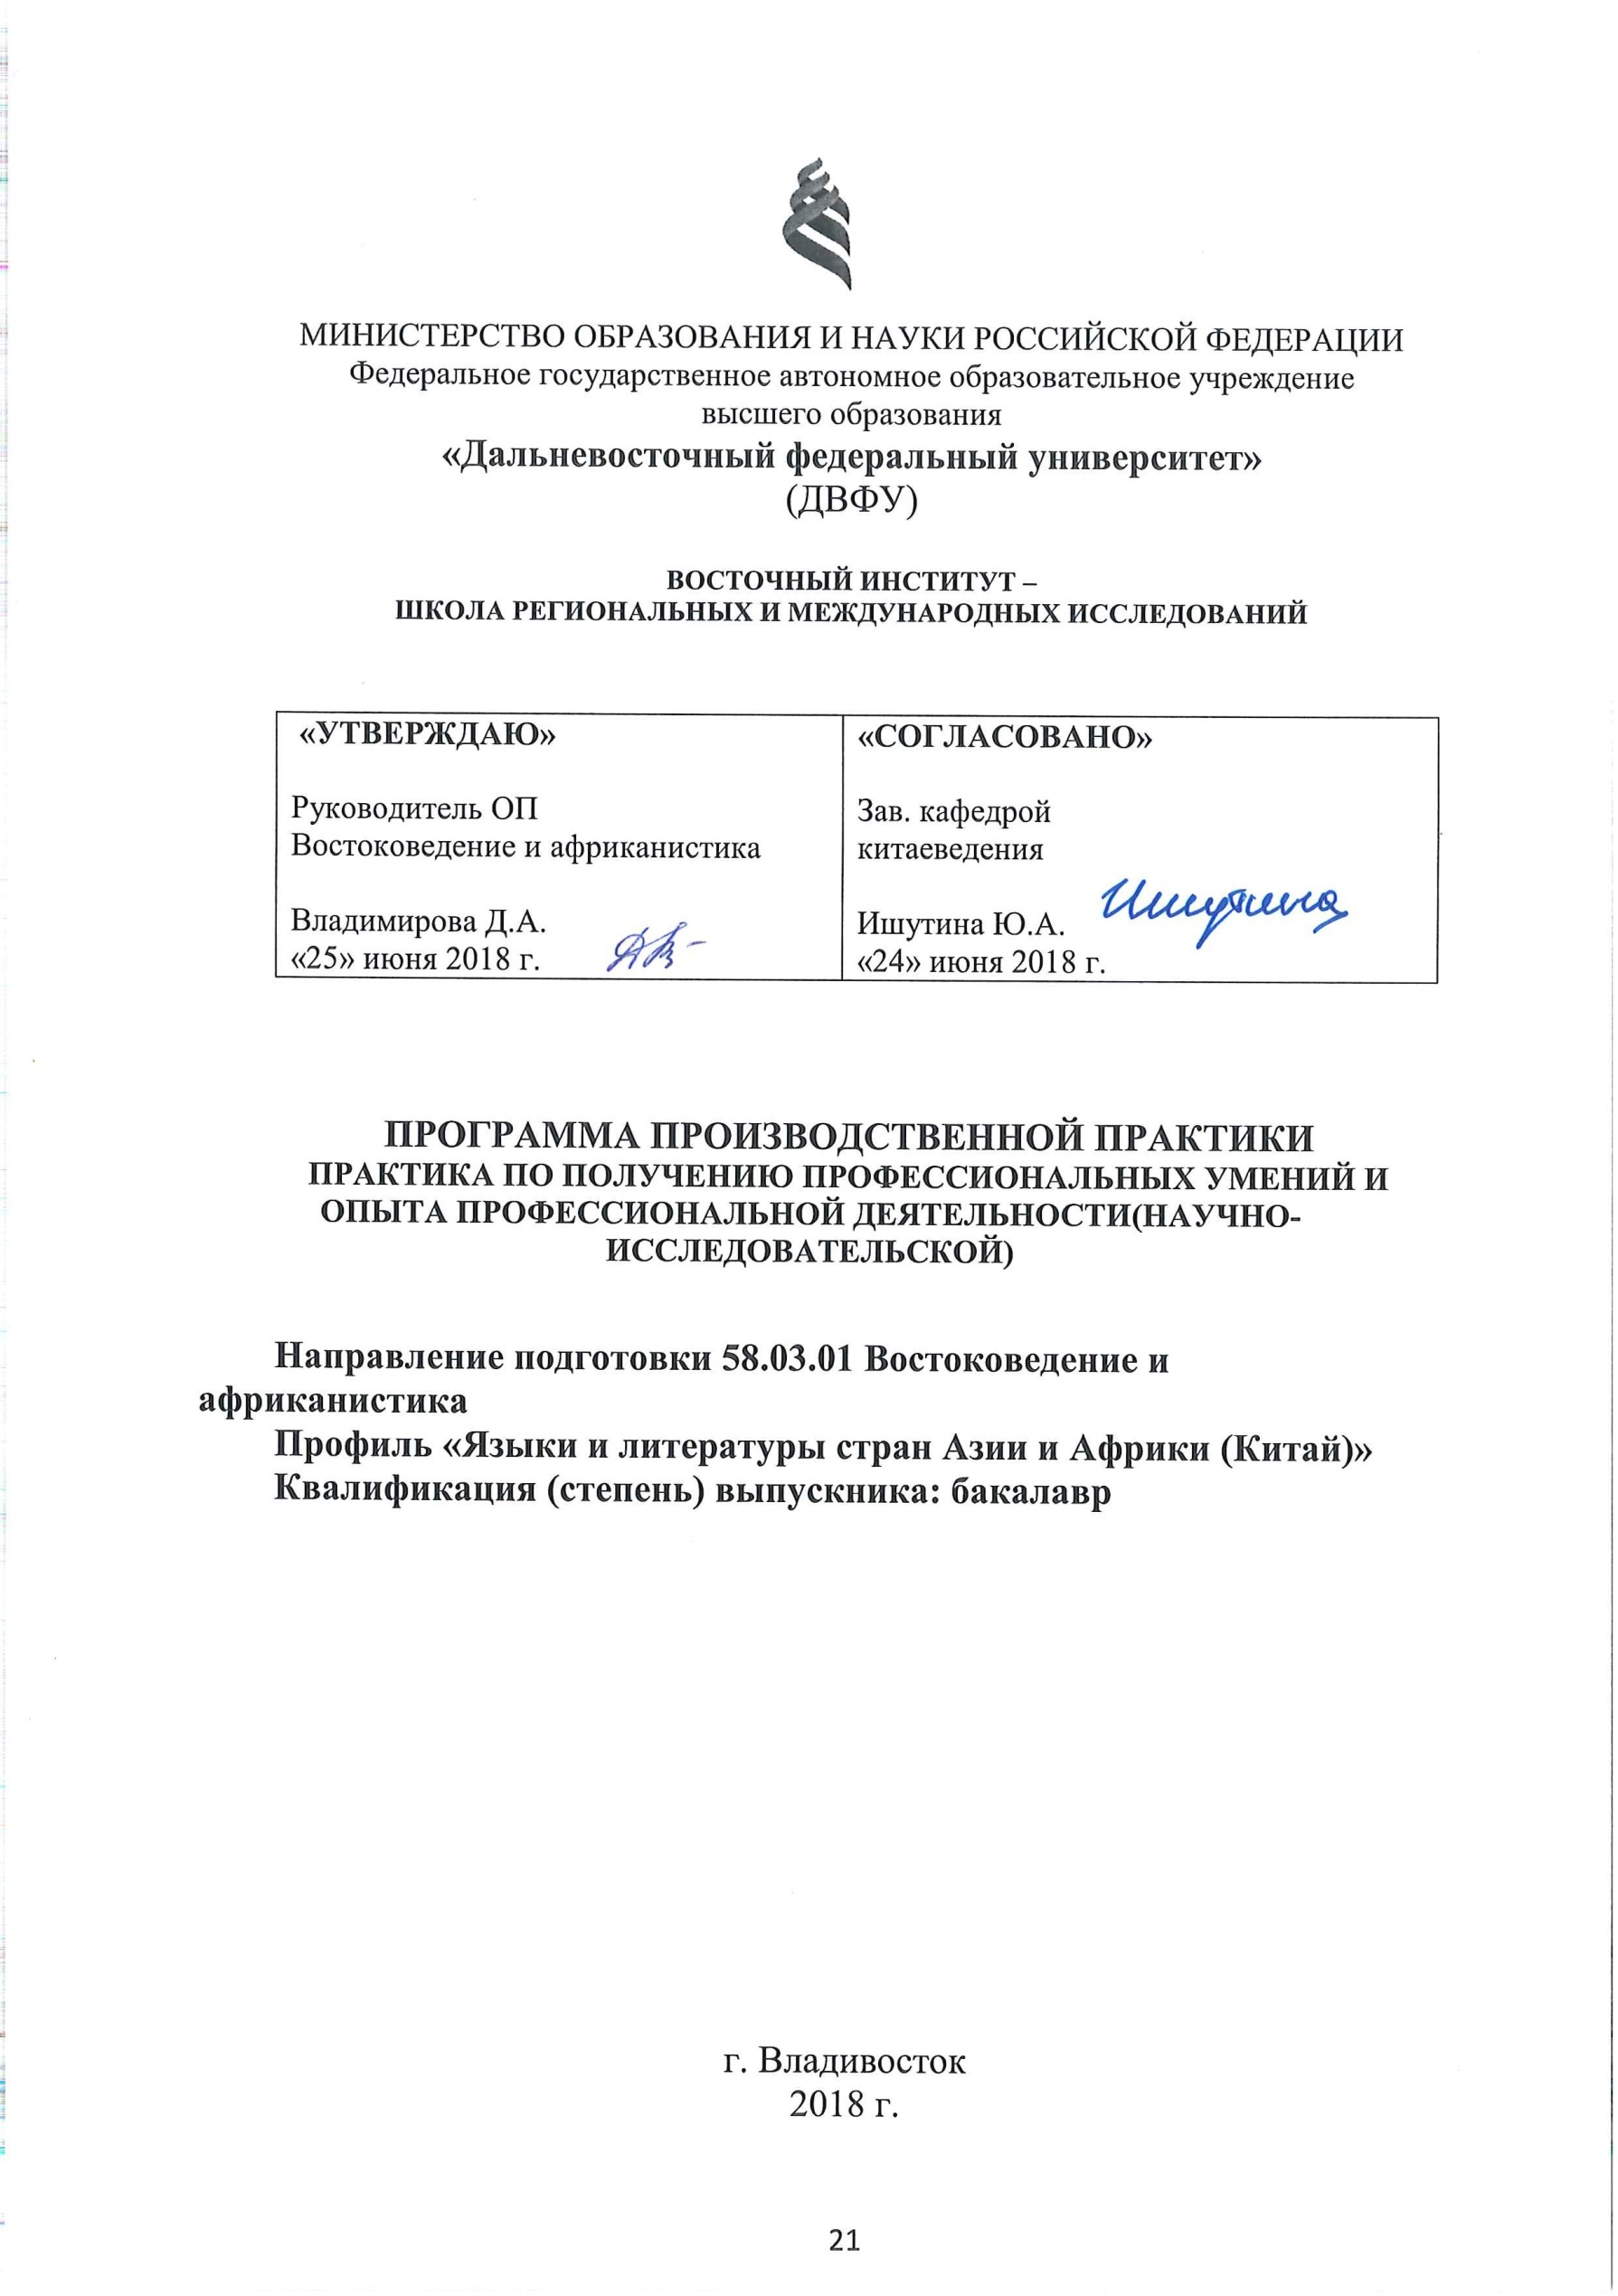 МИНИСТЕРСТВО ОБРАЗОВАНИЯ И НАУКИ РОССИЙСКОЙ ФЕДЕРАЦИИ
Федеральное государственное автономное образовательное учреждение
высшего образования
«Дальневосточный федеральный университет»
(ДВФУ)
ВОСТОЧНЫЙ ИНСТИТУТ –
ШКОЛА РЕГИОНАЛЬНЫХ И МЕЖДУНАРОДНЫХ ИССЛЕДОВАНИЙ
«УТВЕРЖДАЮ»
Руководитель ОП
Востоковедение и африканистика
Владимирова Д.А.
«25» июня 2018 г.
«СОГЛАСОВАНО»
Зав. кафедрой
китаеведения
Ишутина
Ишутина Ю.А.
«24» июня 2018 г.
ПРОГРАММА ПРОИЗВОДСТВЕННОЙ ПРАКТИКИ
ПРАКТИКА ПО ПОЛУЧЕНИЮ ПРОФЕССИОНАЛЬНЫХ УМЕНИЙ И
ОПЫТА ПРОФЕССИОНАЛЬНОЙ ДЕЯТЕЛЬНОСТИ(НАУЧНО-
ИССЛЕДОВАТЕЛЬСКОЙ)
Направление подготовки 58.03.01 Востоковедение и
африканистика
Профиль «Языки и литературы стран Азии и Африки (Китай)»
Квалификация (степень) выпускника: бакалавр
г. Владивосток
2018 г.
21